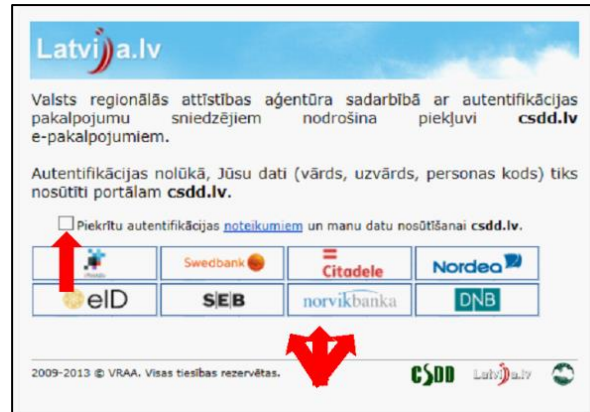 Latvija.lv
Valsts regionālās attīstības aģentūra sadarbībā ar autentifikācijas
pakalpojumu sniedzējiem nodrošina piekļuvi csdd.lv
e-pakalpojumiem.
Autentifikācijas nolūkā, Jūsu dati (vārds, uzvārds, personas kods) tiks
nosūtīti portālam csdd.lv.
Piekrītu autentifikācijas noteikumiem un manu datu nosūtīšanai csdd.lv.
Swedbank Citadele Nordea
eID SEB norvikbanka DNB
2009-2013 © VRAA. Visas tiesības rezervētas. CSDD Latvija.lv